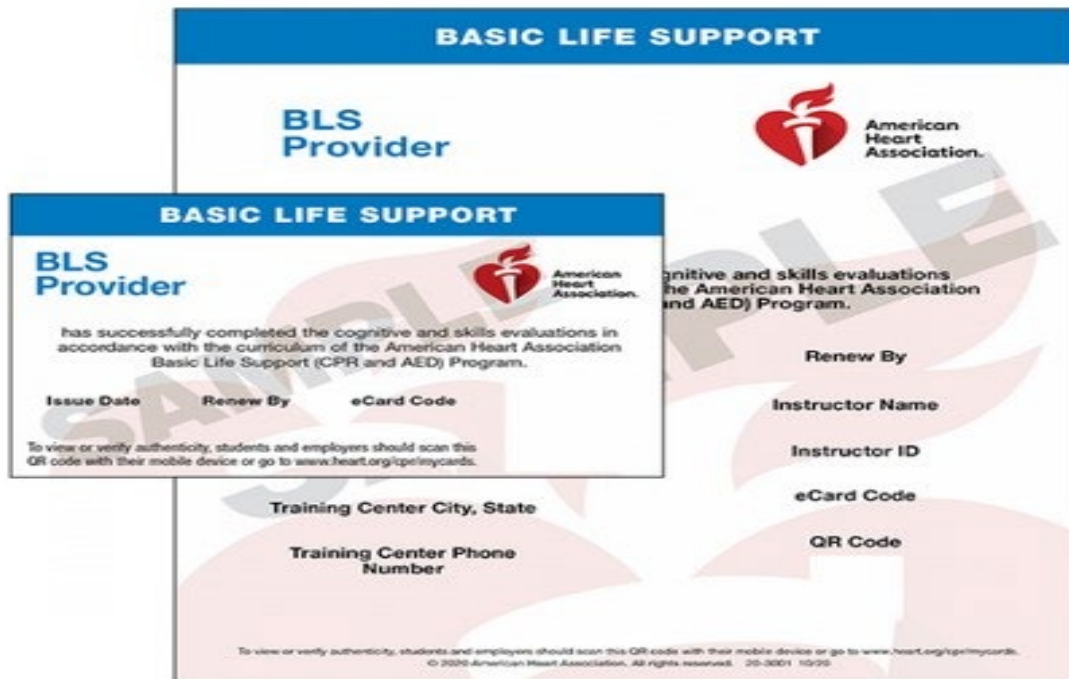 BASIC LIFE SUPPORT
BLS
Provider
American
Heart
Association.
BASIC LIFE SUPPORT
BLS
Provider
American
Heart
Association.
has successfully completed the cognitive and skills evaluations in
accordance with the curriculum of the American Heart Association
Basic Life Support (CPR and AED) Program.
Issue Date Renew By eCard Code
To view or verify authenticity, students and employers should scan this
QR code with their mobile device or go to www.heart.org/cpr/mycards.
SAMPLE
and skills evaluations
the American Heart Association
and AED) Program.
Renew By
Instructor Name
Instructor ID
eCard Code
QR Code
Training Center City, State
Training Center Phone
Number
To view or verify authenticity, students and employers should scan this QR code with their mobile device or go to www.heart.org/cpr/mycards.
© 2020 American Heart Association. All rights reserved. 20-3001 10/20